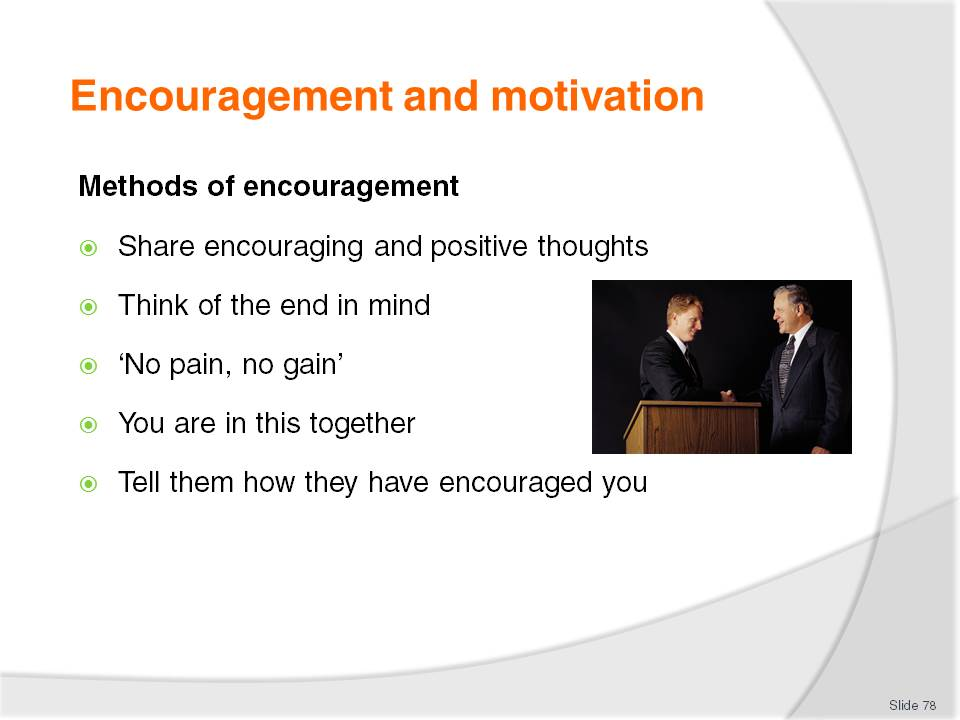 Encouragement and motivation
Methods of encouragement
Share encouraging and positive thoughts
Think of the end in mind
‘No pain, no gain’
You are in this together
Tell them how they have encouraged you
Slide 78